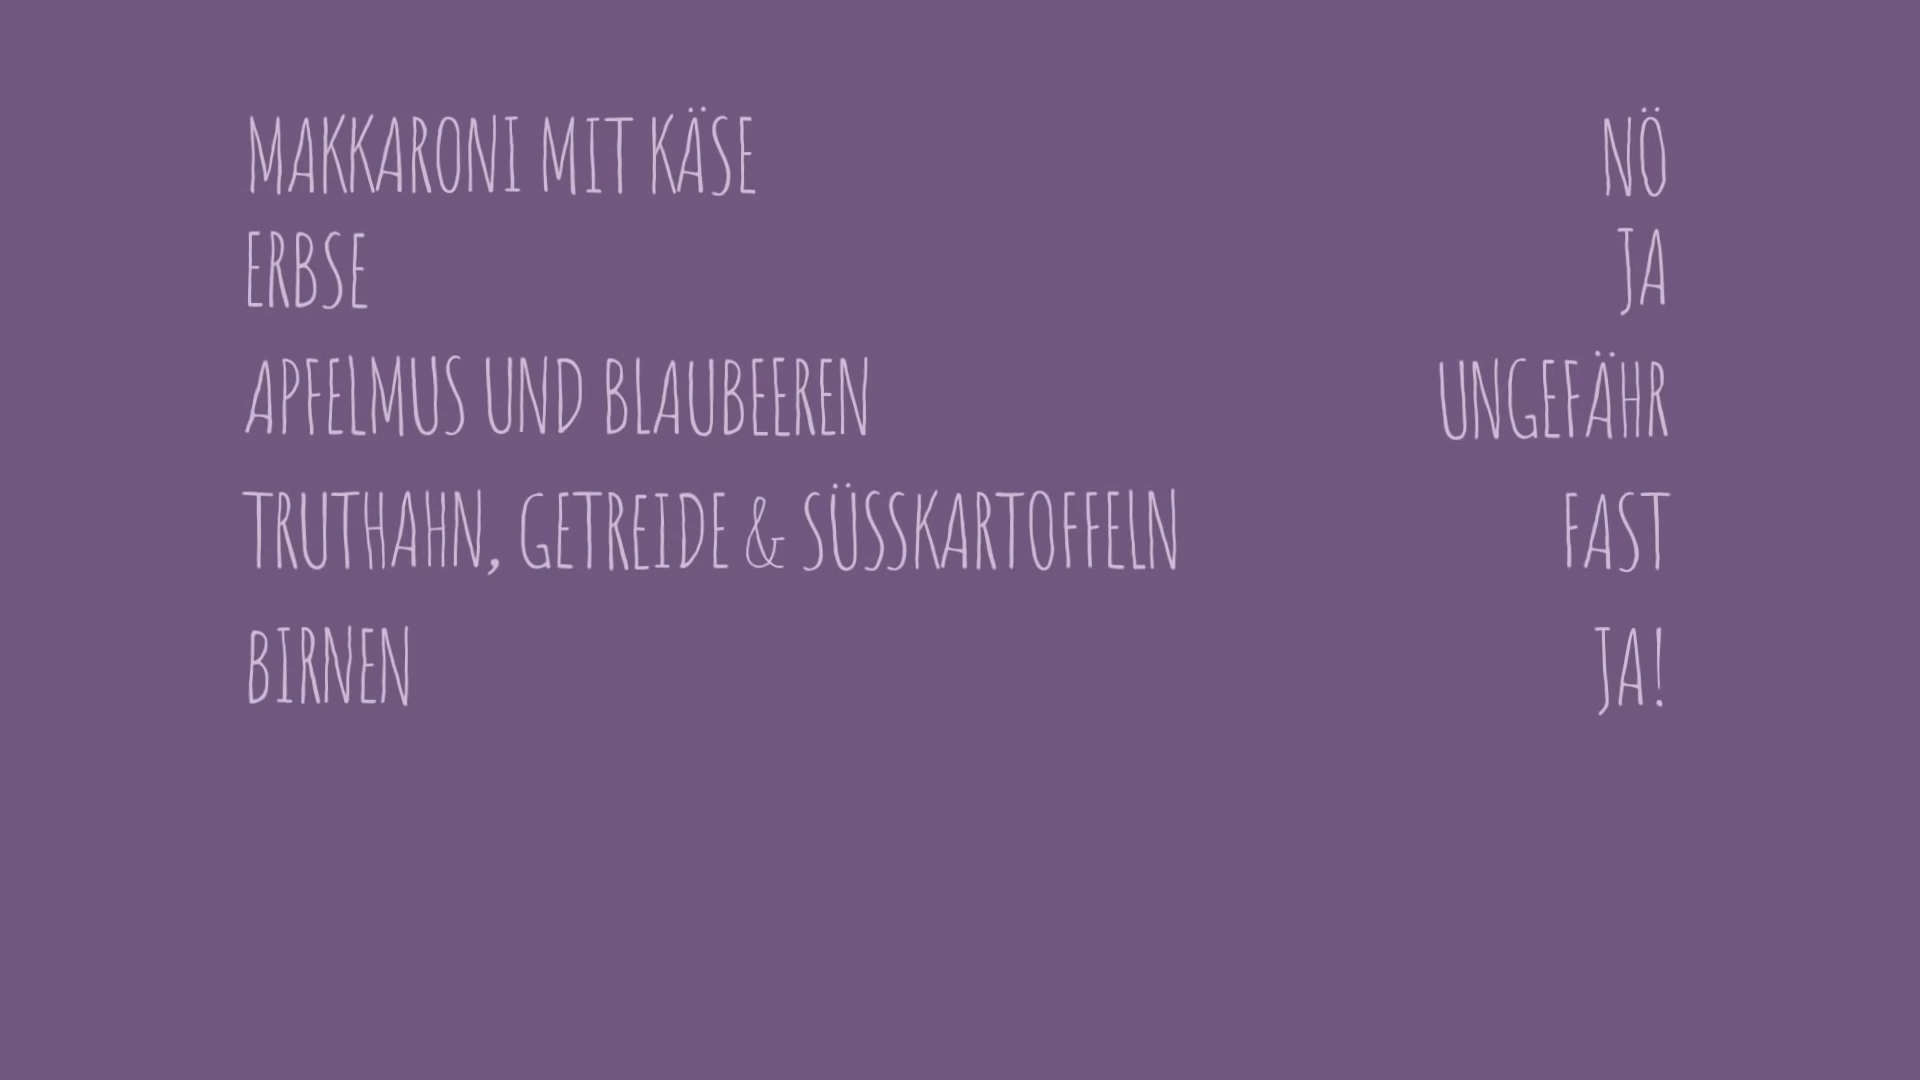 MAKKARONI MIT KÄSE NÖ
ERBSE JA
APFELMUS UND BLAUBEEREN UNGEFÄHR
TRUTHAHN, GETREIDE & SÜSSKARTOFFELN FAST
BIRNEN JA!